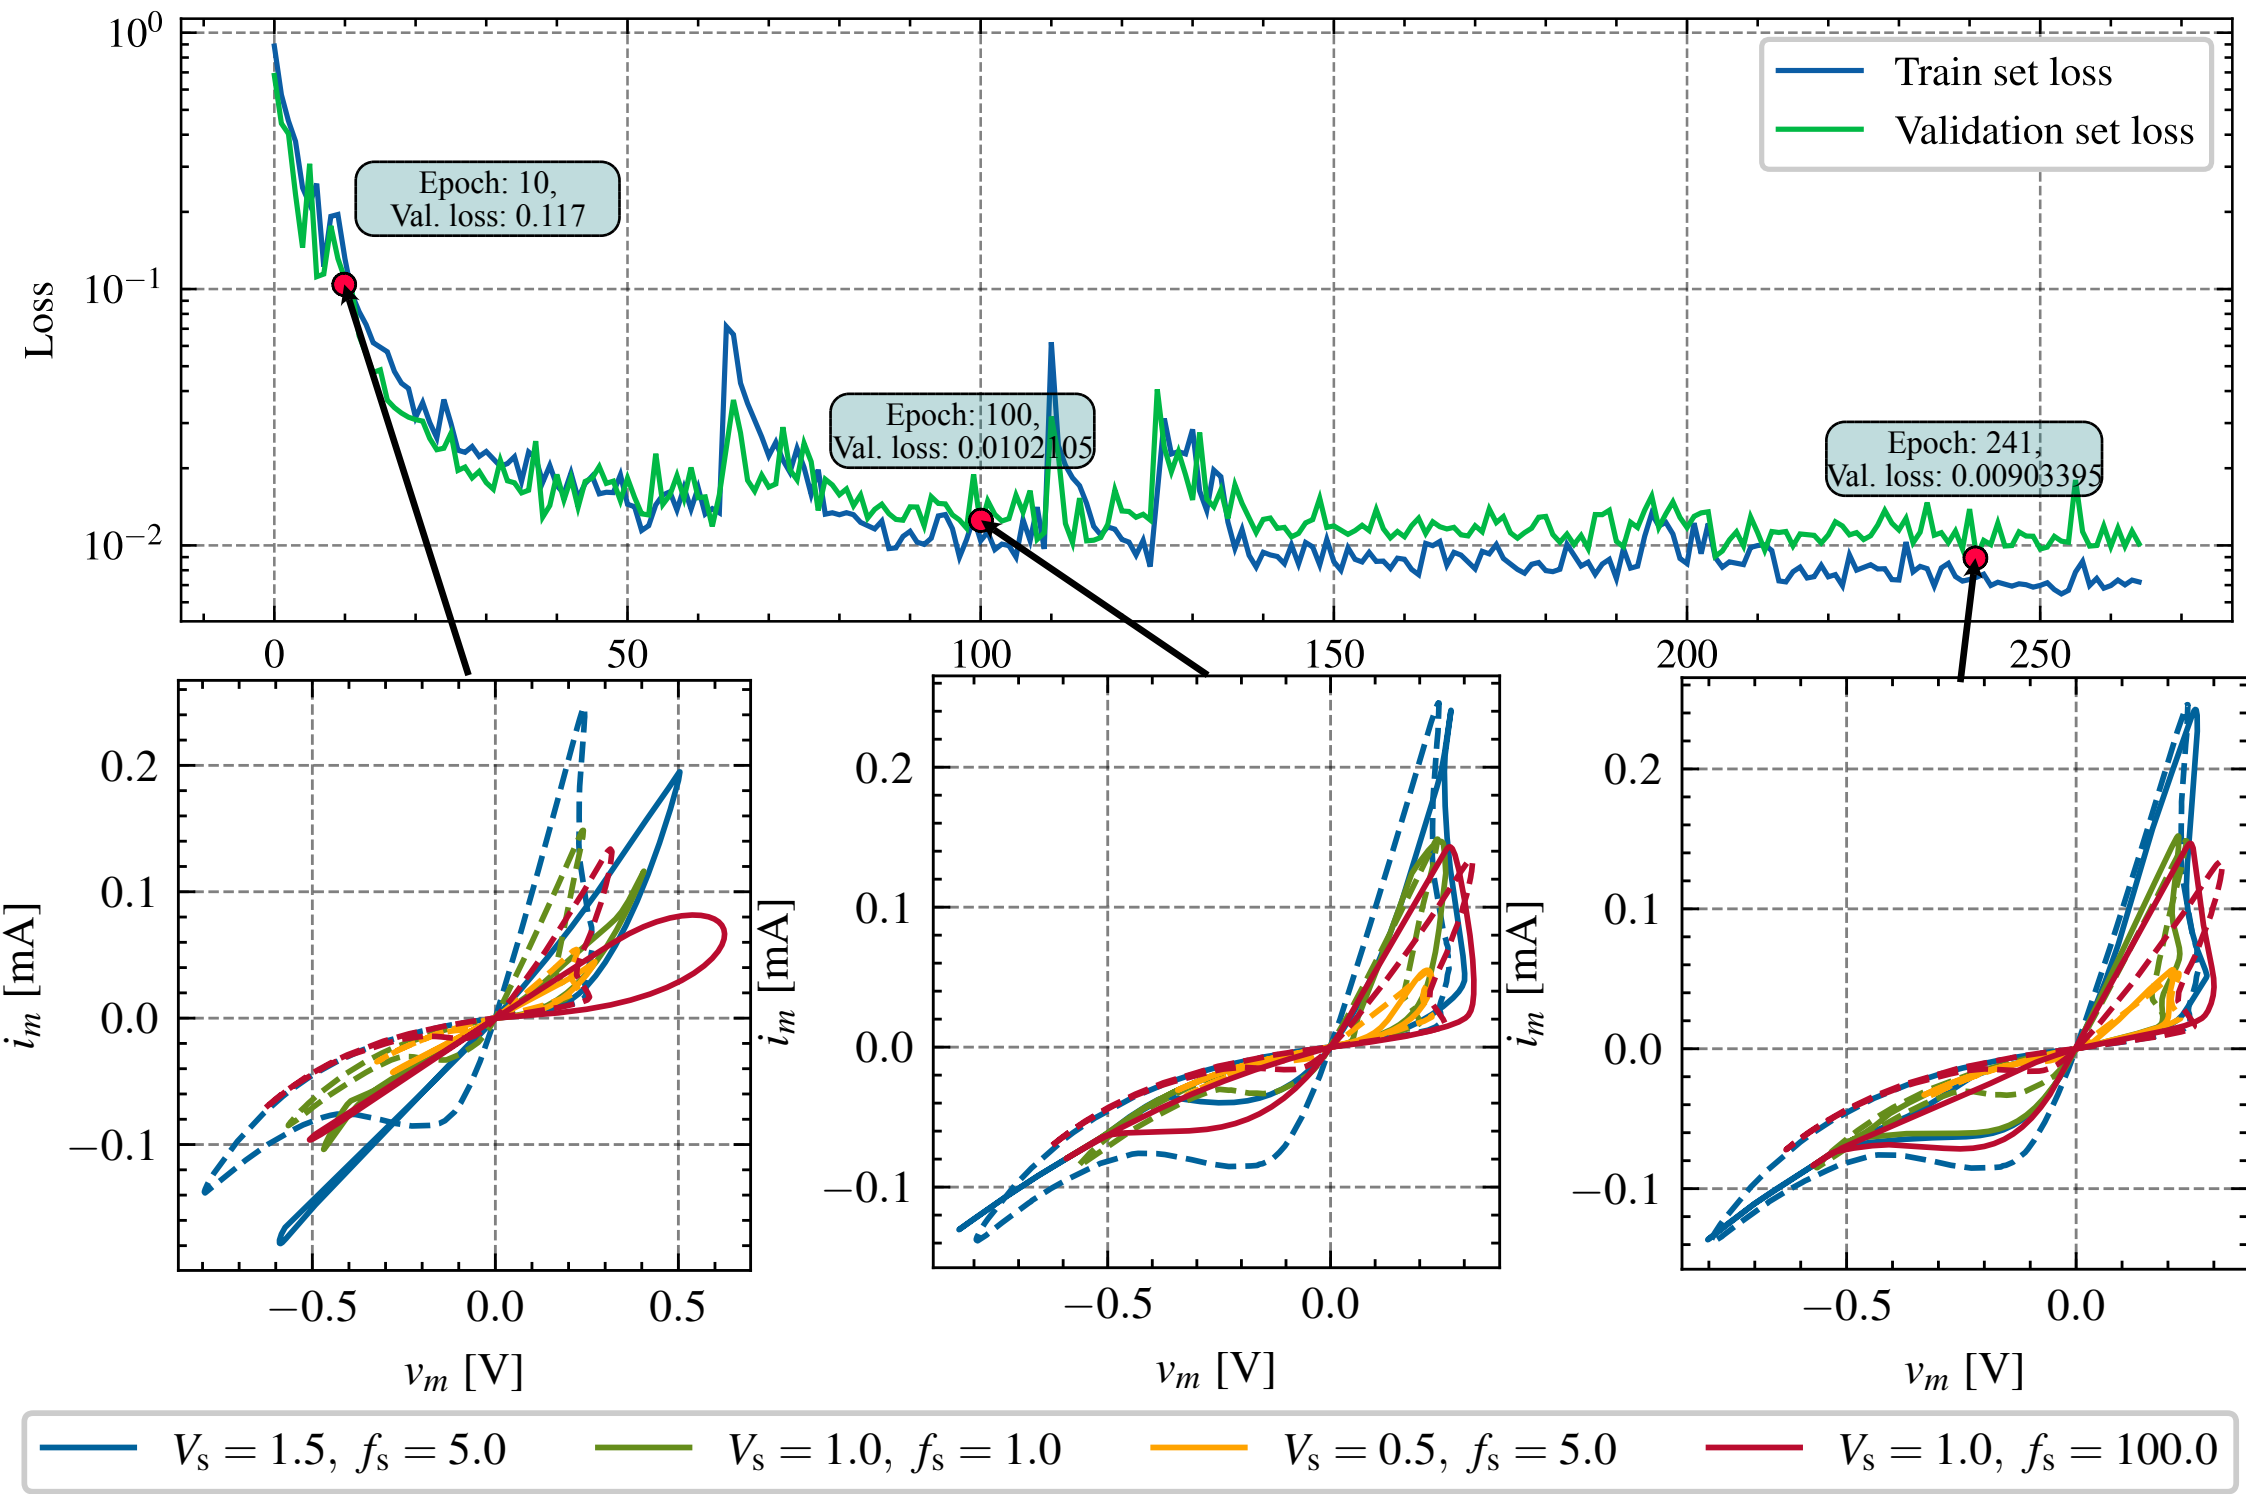 10⁰
10⁻¹
10⁻²
Loss
Train set loss
Validation set loss
Epoch: 10,
Val. loss: 0.117
Epoch: 100,
Val. loss: 0.0102105
Epoch: 241,
Val. loss: 0.00903395
0 50 100 150 200 250
0.2
0.1
0.0
−0.1
i_m [mA]
−0.5 0.0 0.5
v_m [V]
0.2
0.1
0.0
−0.1
i_m [mA]
−0.5 0.0
v_m [V]
0.2
0.1
0.0
−0.1
i_m [mA]
−0.5 0.0
v_m [V]
V_s = 1.5, f_s = 5.0
V_s = 1.0, f_s = 1.0
V_s = 0.5, f_s = 5.0
V_s = 1.0, f_s = 100.0